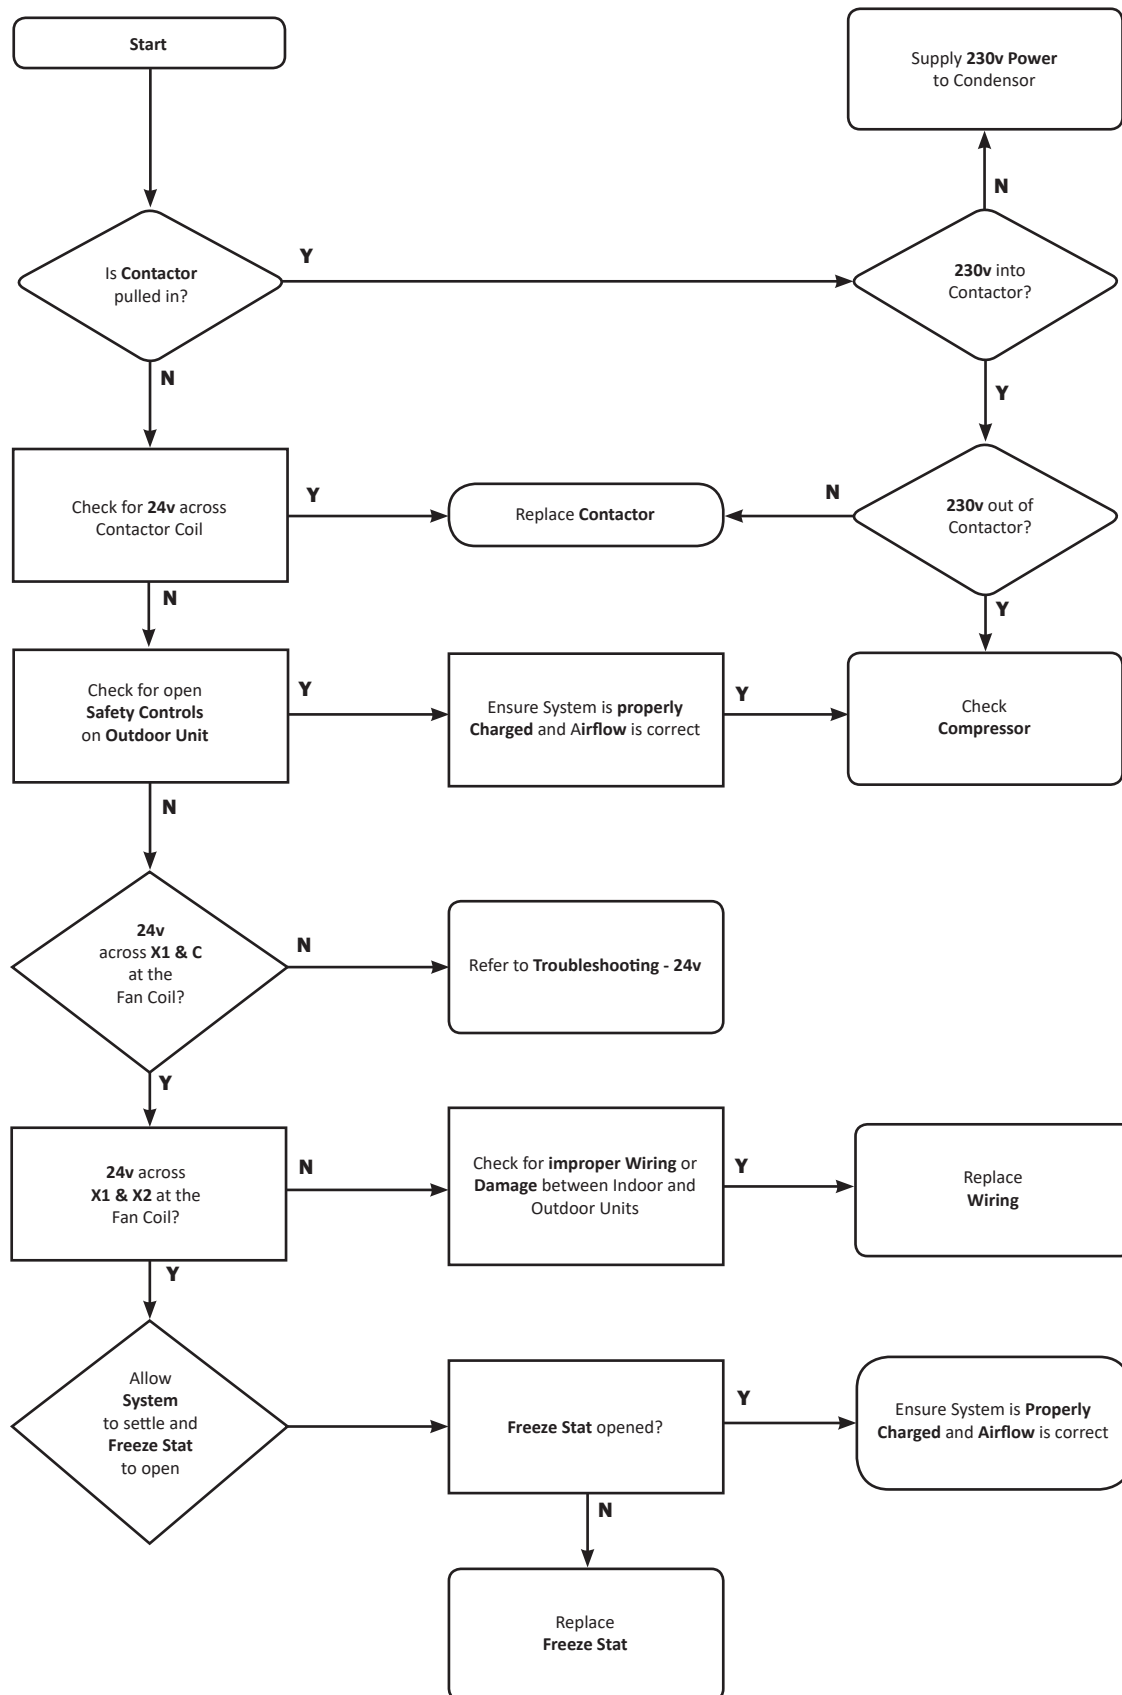 Start
Supply 230v Power
to Condensor
N
Is Contactor
pulled in?
Y
230v into
Contactor?
N
Y
Check for 24v across
Contactor Coil
Y
Replace Contactor
N
230v out of
Contactor?
N
Y
Check for open
Safety Controls
on Outdoor Unit
Y
Ensure System is properly
Charged and Airflow is correct
Y
Check
Compressor
N
24v
across X1 & C
at the
Fan Coil?
N
Refer to Troubleshooting - 24v
Y
24v across
X1 & X2 at the
Fan Coil?
N
Check for improper Wiring or
Damage between Indoor and
Outdoor Units
Y
Replace
Wiring
Y
Allow
System
to settle and
Freeze Stat
to open
Freeze Stat opened?
Y
Ensure System is Properly
Charged and Airflow is correct
N
Replace
Freeze Stat